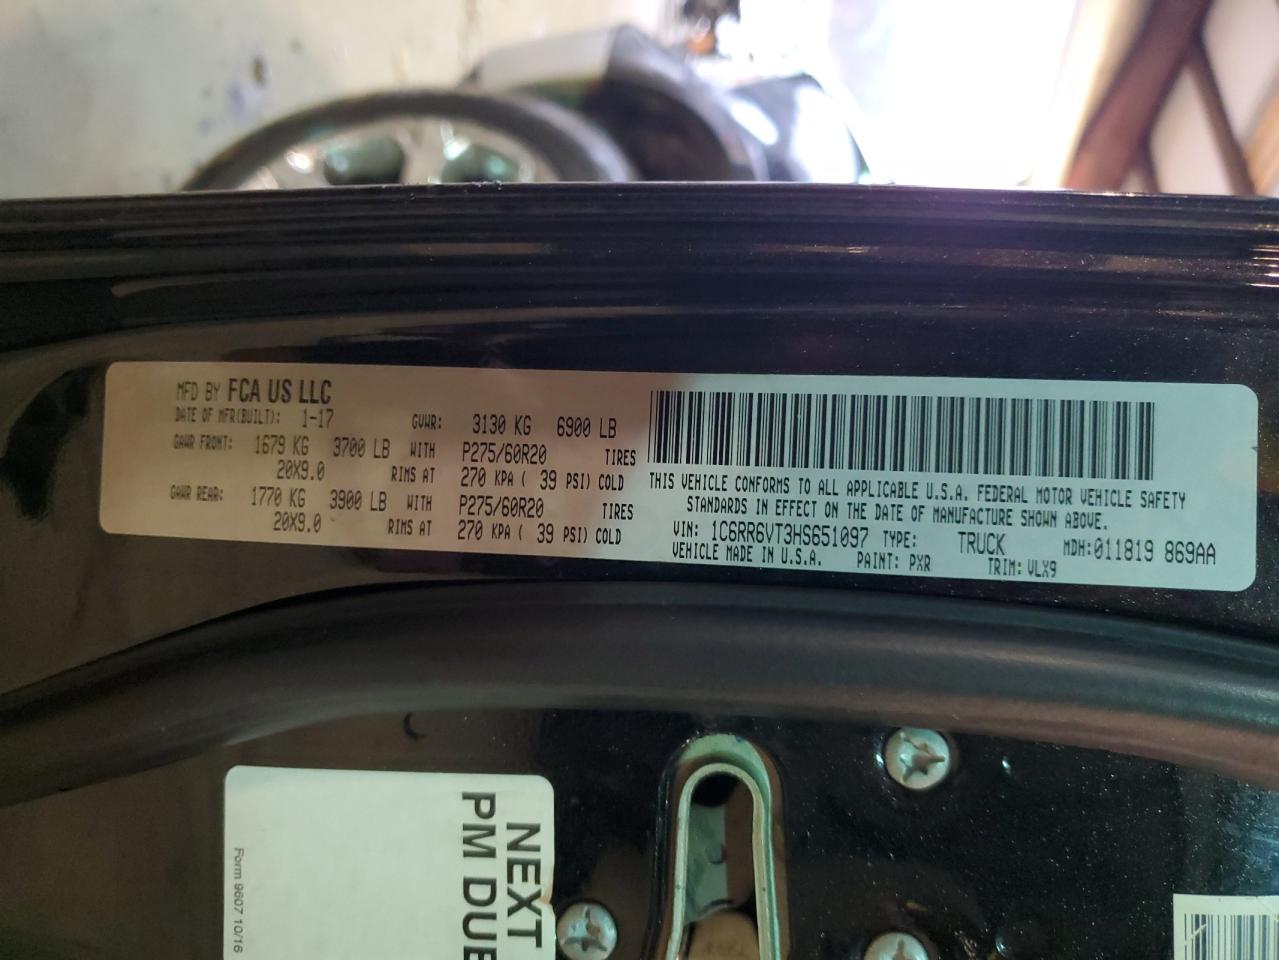 MFD BY FCA US LLC
DATE OF MFR(BUILT): 1-17 GVWR: 3130 KG 6900 LB
GAWR FRONT: 1679 KG 3700 LB WITH P275/60R20 TIRES
20X9.0 RIMS AT 270 KPA ( 39 PSI) COLD
GAWR REAR: 1770 KG 3900 LB WITH P275/60R20 TIRES
20X9.0 RIMS AT 270 KPA ( 39 PSI) COLD
THIS VEHICLE CONFORMS TO ALL APPLICABLE U.S.A. FEDERAL MOTOR VEHICLE SAFETY
STANDARDS IN EFFECT ON THE DATE OF MANUFACTURE SHOWN ABOVE.
VIN: 1C6RR6VT3HS651097 TYPE: TRUCK MDH:011819 869AA
VEHICLE MADE IN U.S.A. PAINT: PXR TRIM: VLX9
NEXT
PM DUE
Form 9607 10/16